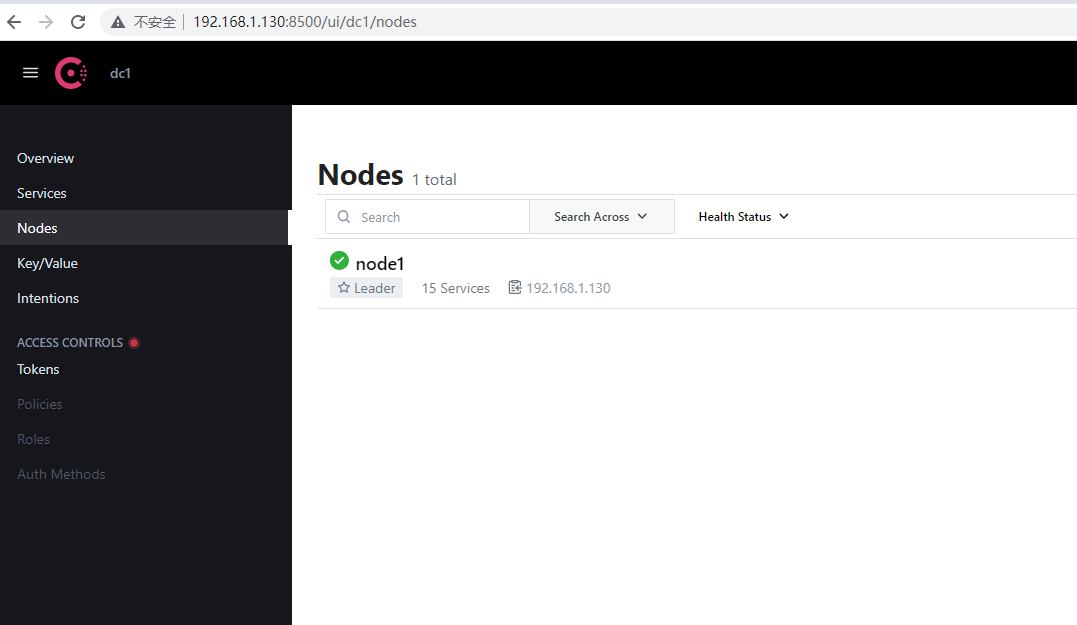 不安全 192.168.1.130:8500/ui/dc1/nodes
dc1
Overview
Services
Nodes
Key/Value
Intentions
ACCESS CONTROLS
Tokens
Policies
Roles
Auth Methods
Nodes 1 total
Search Search Across Health Status
node1
Leader 15 Services 192.168.1.130